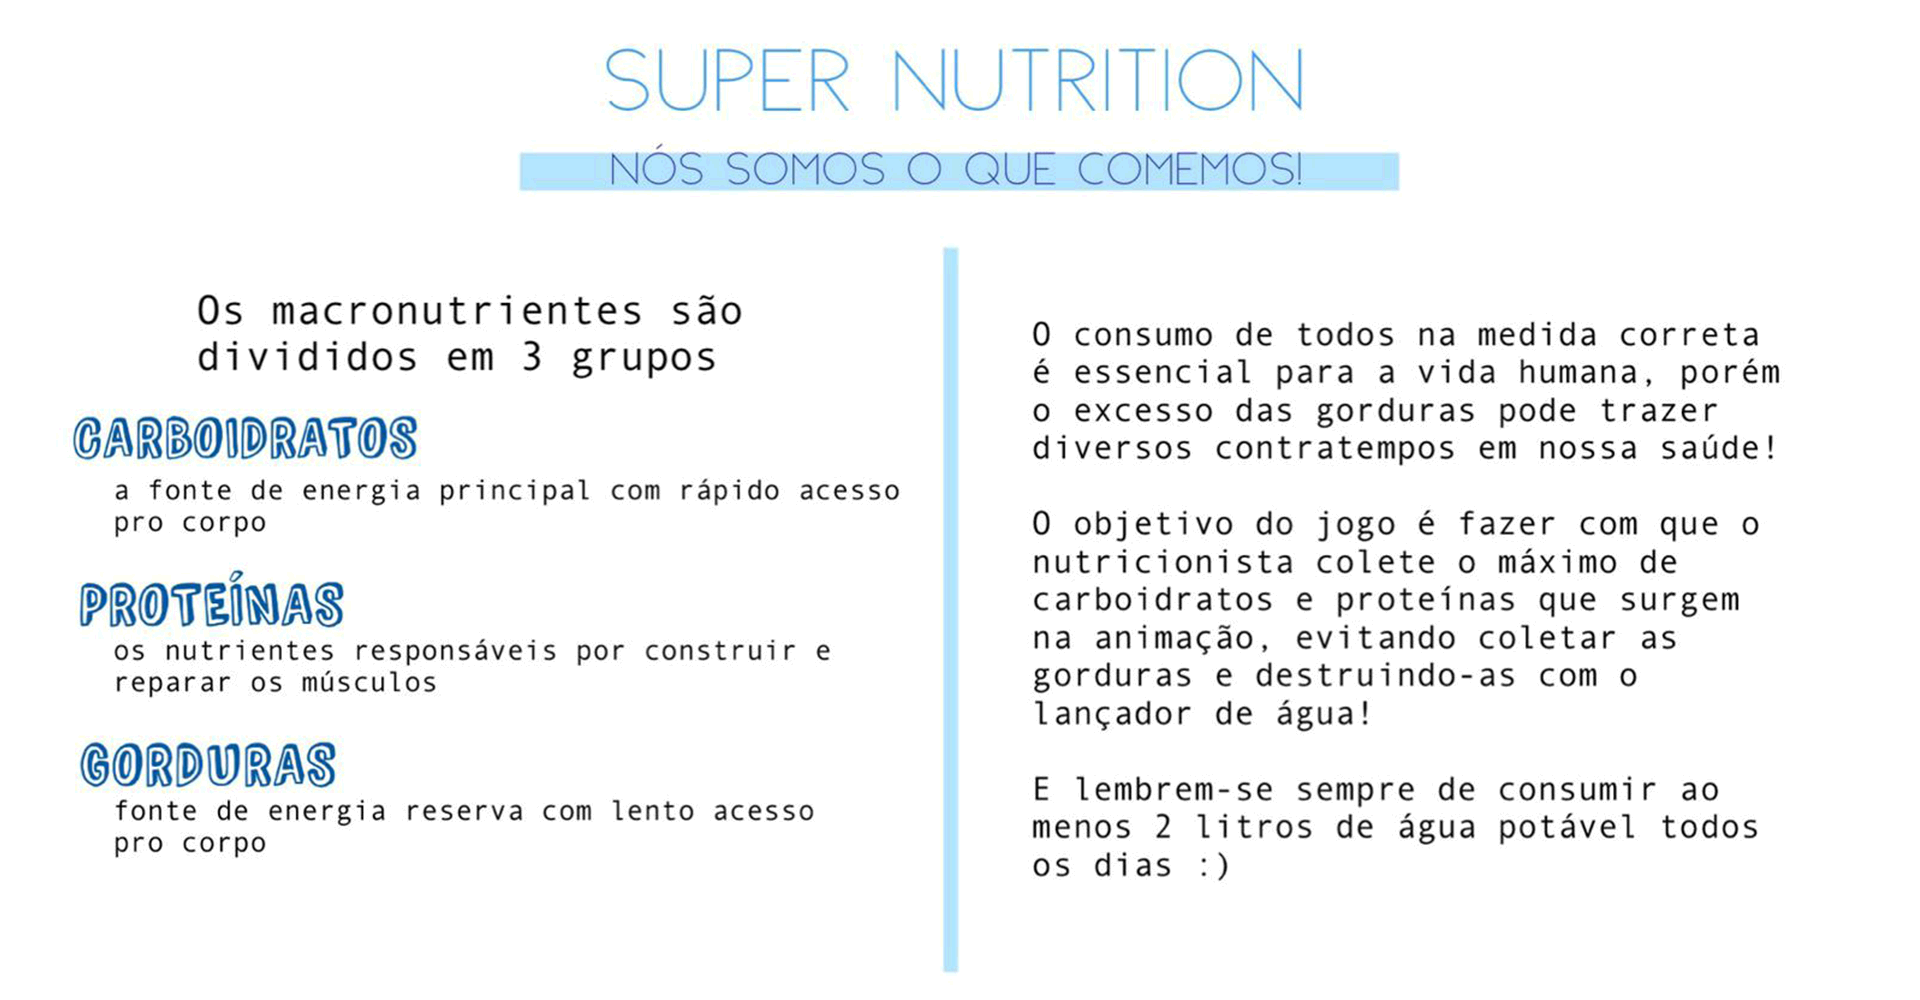 SUPER NUTRITION
NÓS SOMOS O QUE COMEMOS!
Os macronutrientes são
divididos em 3 grupos
CARBOIDRATOS
a fonte de energia principal com rápido acesso
pro corpo
PROTEÍNAS
os nutrientes responsáveis por construir e
reparar os músculos
GORDURAS
fonte de energia reserva com lento acesso
pro corpo
O consumo de todos na medida correta
é essencial para a vida humana, porém
o excesso das gorduras pode trazer
diversos contratempos em nossa saúde!
O objetivo do jogo é fazer com que o
nutricionista colete o máximo de
carboidratos e proteínas que surgem
na animação, evitando coletar as
gorduras e destruindo-as com o
lançador de água!
E lembrem-se sempre de consumir ao
menos 2 litros de água potável todos
os dias :)